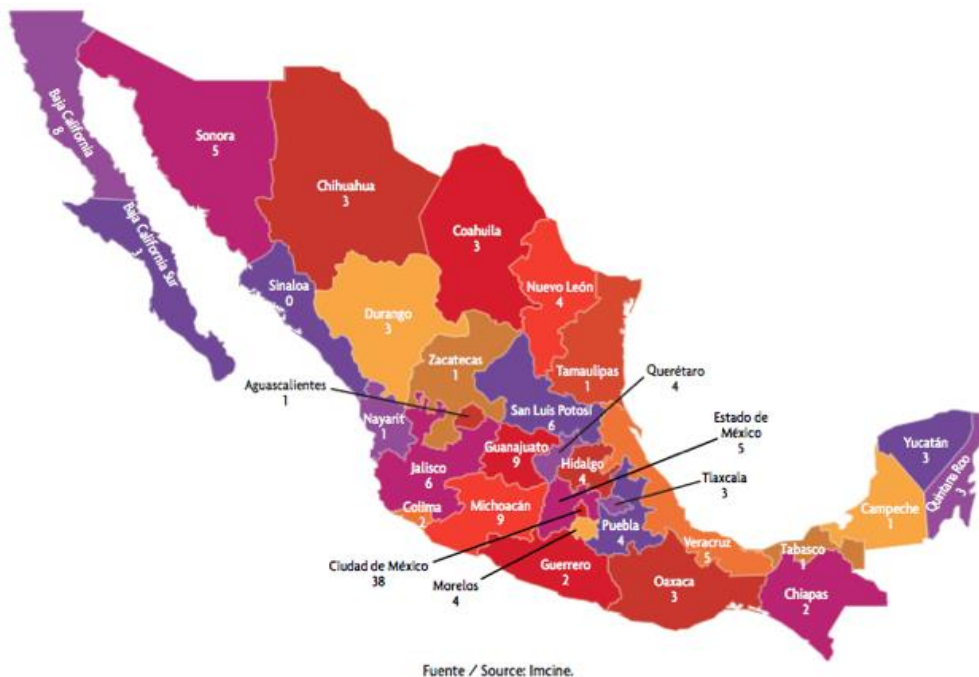 Baja California
8
Sonora
5
Chihuahua
3
Baja California Sur
3
Coahuila
3
Sinaloa
0
Nuevo León
4
Durango
3
Zacatecas
1
Tamaulipas
1
Querétaro
4
Aguascalientes
1
San Luis Potosí
6
Estado de
México
5
Nayarit
1
Guanajuato
9
Hidalgo
4
Tlaxcala
3
Yucatán
3
Quintana Roo
3
Jalisco
6
Colima
2
Michoacán
9
Campeche
1
Puebla
4
Veracruz
5
Tabasco
1
Ciudad de México
38
Morelos
4
Guerrero
2
Oaxaca
3
Chiapas
2
Fuente / Source: Imcine.